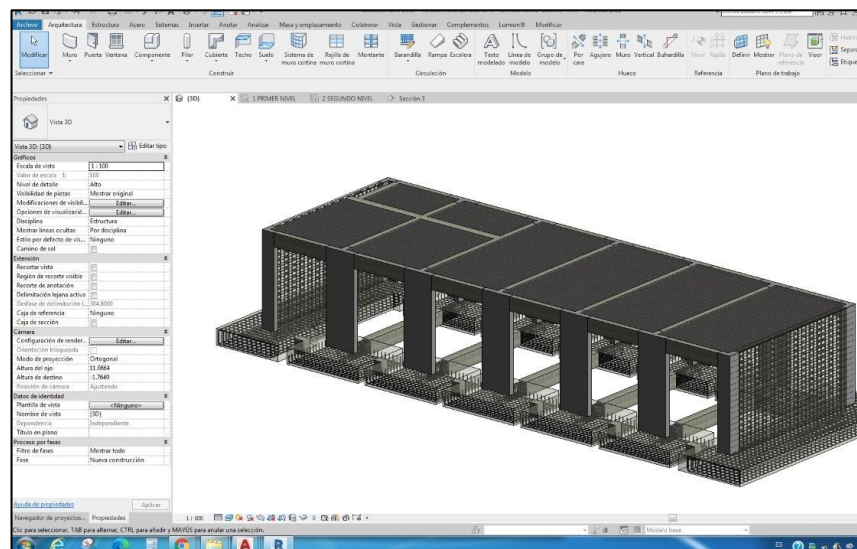 Archivo Arquitectura Estructura Acero Sistemas Insertar Anotar Analizar Masa y emplazamiento Colaborar Vista Gestionar Complementos Lumion® Modificar
Modificar Muro Puerta Ventana Componente Pilar Cubierta Techo Suelo Sistema de muro cortina Rejilla de muro cortina Montante Barandilla Rampa Escalera Texto modelado Línea de modelo Grupo de modelo Por cara Agujero Muro Vertical Buhardilla Nivel Rejilla Definir Mostrar Plano de referencia Visor
Seleccionar Construir Circulación Modelo Hueco Referencia Plano de trabajo
Propiedades
{3D} 1 PRIMER NIVEL 2 SEGUNDO NIVEL Sección 3
Vista 3D
Vista 3D: {3D} Editar tipo
Gráficos
Escala de vista 1 : 100
Valor de escala 1: 100
Nivel de detalle Alto
Visibilidad de piezas Mostrar original
Modificaciones de visibil... Editar...
Opciones de visualizació... Editar...
Disciplina Estructura
Mostrar líneas ocultas Por disciplina
Estilo por defecto de vis... Ninguno
Camino de sol
Extensión
Recortar vista
Región de recorte visible
Recorte de anotación
Delimitación lejana activa
Desfase de delimitación l... 304.8000
Caja de referencia Ninguno
Caja de sección
Cámara
Configuración de render... Editar...
Orientación bloqueada
Modo de proyección Ortogonal
Altura del ojo 11.0664
Altura de destino -1.7649
Posición de cámara Ajustando
Datos de identidad
Plantilla de vista <Ninguno>
Nombre de vista {3D}
Dependencia Independiente
Título en plano
Proceso por fases
Filtro de fases Mostrar todo
Fase Nueva construcción
Ayuda de propiedades Aplicar
Navegador de proyectos... Propiedades
1 : 100
Clic para seleccionar, TAB para alternar, CTRL para añadir y MAYÚS para anular una selección.
:0 Modelo base
ES